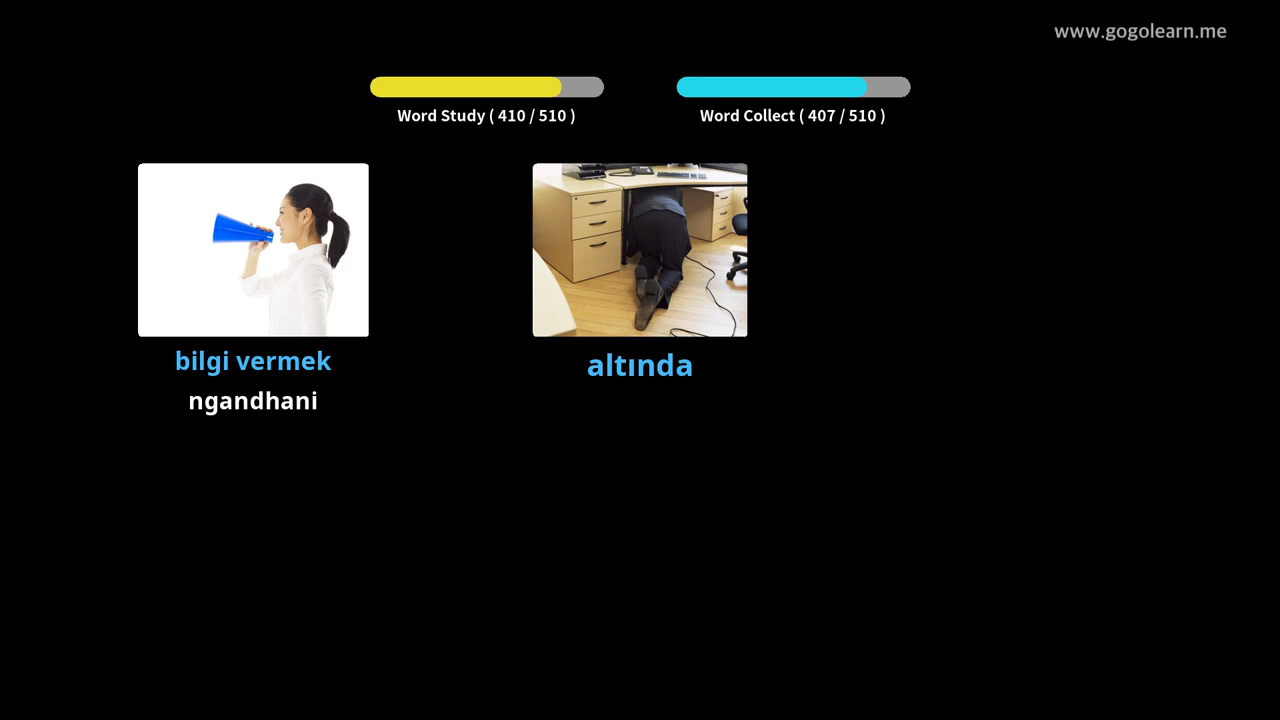 www.gogolearn.me
Word Study ( 410 / 510 )
Word Collect ( 407 / 510 )
bilgi vermek
ngandhani
altında